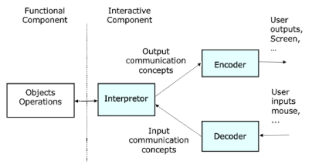 Functional
Component
Interactive
Component
User
outputs,
Screen,
...
Output
communication
concepts
Encoder
Objects
Operations
Interpretor
User
inputs
mouse,
...
Input
communication
concepts
Decoder